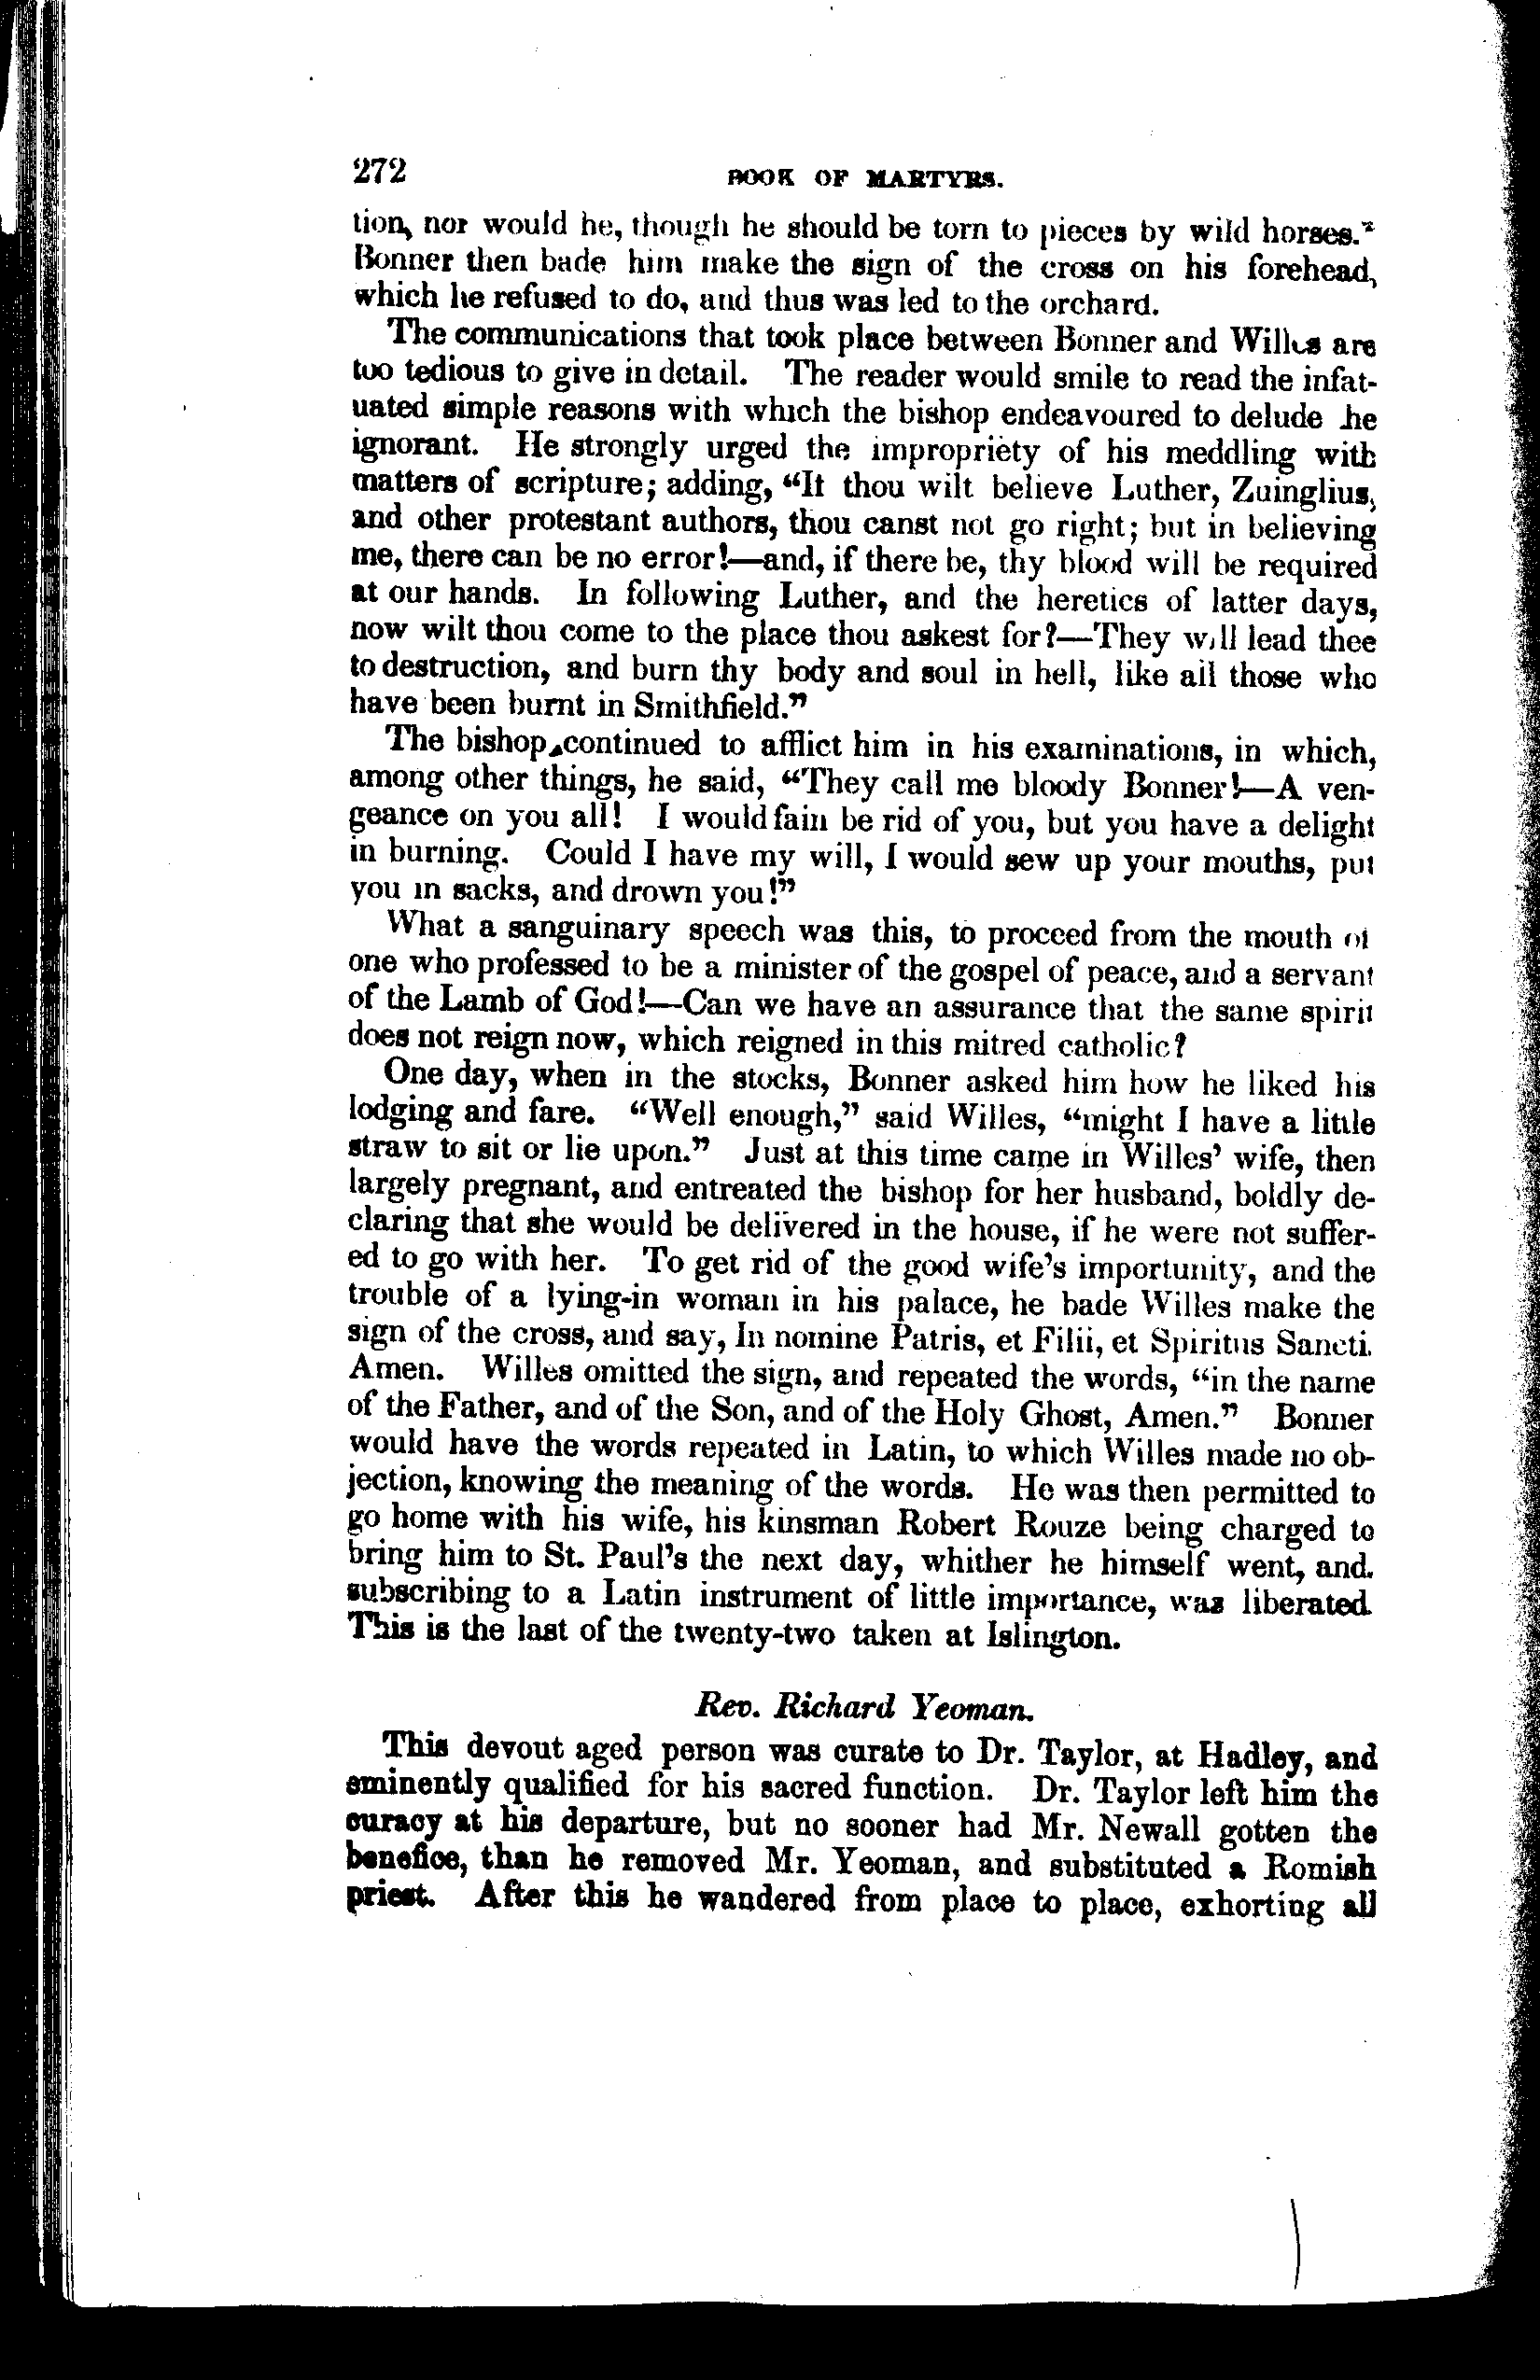 272 BOOK OF MARTYRS.
tion, nor would he, though he should be torn to pieces by wild horses."
Bonner then bade him make the sign of the cross on his forehead,
which he refused to do, and thus was led to the orchard.
The communications that took place between Bonner and Willes are
too tedious to give in detail. The reader would smile to read the infat-
uated simple reasons with which the bishop endeavoured to delude he
ignorant. He strongly urged the impropriety of his meddling with
matters of scripture; adding, "It thou wilt believe Luther, Zuinglius,
and other protestant authors, thou canst not go right; but in believing
me, there can be no error!—and, if there be, thy blood will be required
at our hands. In following Luther, and the heretics of latter days,
now wilt thou come to the place thou askest for?—They will lead thee
to destruction, and burn thy body and soul in hell, like all those who
have been burnt in Smithfield."
The bishop continued to afflict him in his examinations, in which,
among other things, he said, "They call me bloody Bonner!—A ven-
geance on you all! I would fain be rid of you, but you have a delight
in burning. Could I have my will, I would sew up your mouths, put
you in sacks, and drown you!"
What a sanguinary speech was this, to proceed from the mouth of
one who professed to be a minister of the gospel of peace, and a servant
of the Lamb of God!—Can we have an assurance that the same spirit
does not reign now, which reigned in this mitred catholic?
One day, when in the stocks, Bonner asked him how he liked his
lodging and fare. "Well enough," said Willes, "might I have a little
straw to sit or lie upon." Just at this time came in Willes' wife, then
largely pregnant, and entreated the bishop for her husband, boldly de-
claring that she would be delivered in the house, if he were not suffer-
ed to go with her. To get rid of the good wife's importunity, and the
trouble of a lying-in woman in his palace, he bade Willes make the
sign of the cross, and say, In nomine Patris, et Filii, et Spiritus Sancti.
Amen. Willes omitted the sign, and repeated the words, "in the name
of the Father, and of the Son, and of the Holy Ghost, Amen." Bonner
would have the words repeated in Latin, to which Willes made no ob-
jection, knowing the meaning of the words. He was then permitted to
go home with his wife, his kinsman Robert Rouze being charged to
bring him to St. Paul's the next day, whither he himself went, and.
subscribing to a Latin instrument of little importance, was liberated.
This is the last of the twenty-two taken at Islington.
Rev. Richard Yeoman.
This devout aged person was curate to Dr. Taylor, at Hadley, and
eminently qualified for his sacred function. Dr. Taylor left him the
curacy at his departure, but no sooner had Mr. Newall gotten the
benefice, than he removed Mr. Yeoman, and substituted a Romish
priest. After this he wandered from place to place, exhorting all